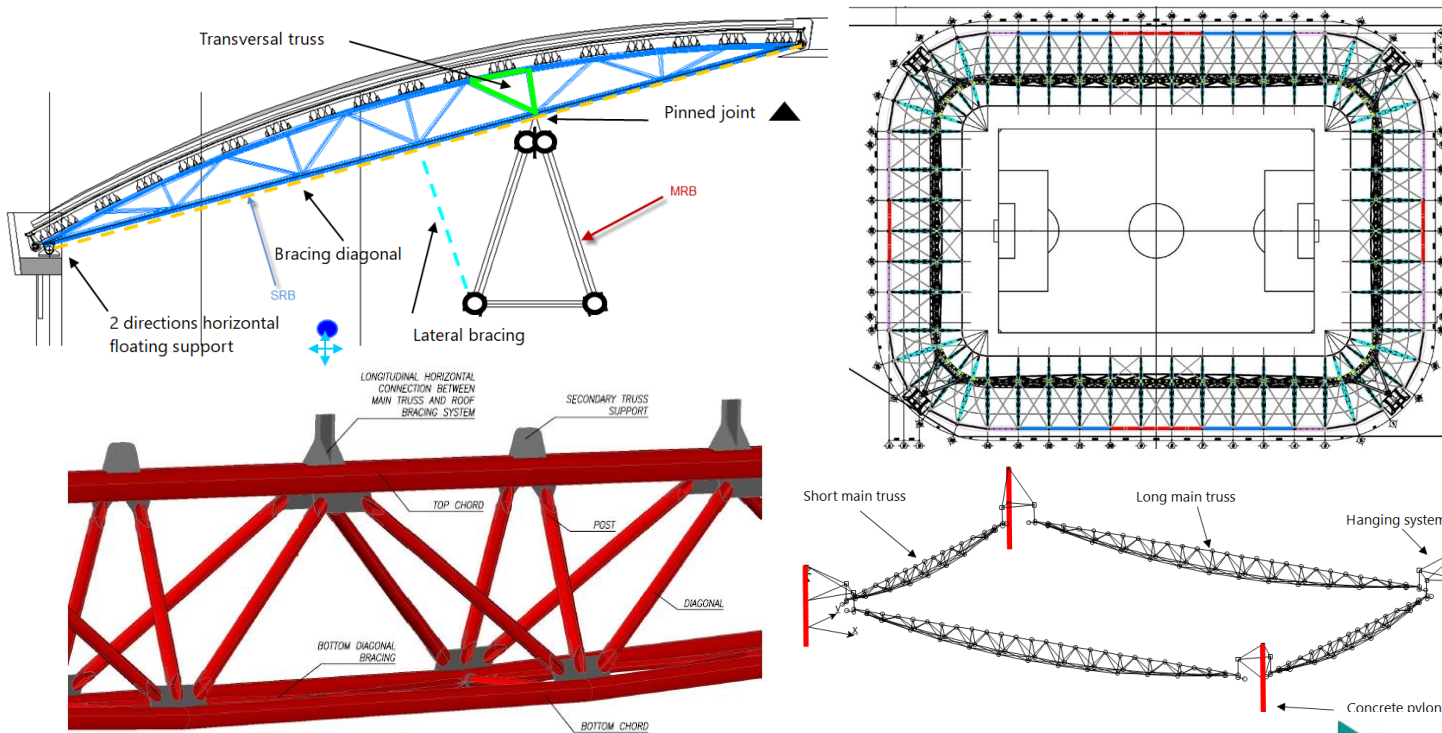 Transversal truss
Pinned joint
MRB
Bracing diagonal
SRB
2 directions horizontal
floating support
Lateral bracing
LONGITUDINAL HORIZONTAL
CONNECTION BETWEEN
MAIN TRUSS AND ROOF
BRACING SYSTEM
SECONDARY TRUSS
SUPPORT
TOP CHORD
POST
DIAGONAL
BOTTOM DIAGONAL
BRACING
BOTTOM CHORD
Short main truss
Long main truss
Hanging system
Y
X
Concrete pylon